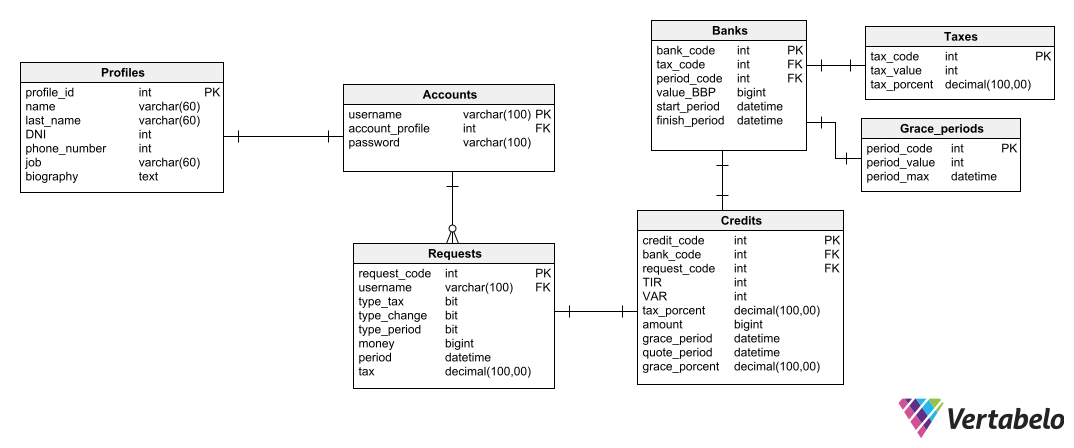 Profiles
profile_id int PK
name varchar(60)
last_name varchar(60)
DNI int
phone_number int
job varchar(60)
biography text
Accounts
username varchar(100) PK
account_profile int FK
password varchar(100)
Requests
request_code int PK
username varchar(100) FK
type_tax bit
type_change bit
type_period bit
money bigint
period datetime
tax decimal(100,00)
Banks
bank_code int PK
tax_code int FK
period_code int FK
value_BBP bigint
start_period datetime
finish_period datetime
Taxes
tax_code int PK
tax_value int
tax_porcent decimal(100,00)
Grace_periods
period_code int PK
period_value int
period_max datetime
Credits
credit_code int PK
bank_code int FK
request_code int FK
TIR int
VAR int
tax_porcent decimal(100,00)
amount bigint
grace_period datetime
quote_period datetime
grace_porcent decimal(100,00)
Vertabelo